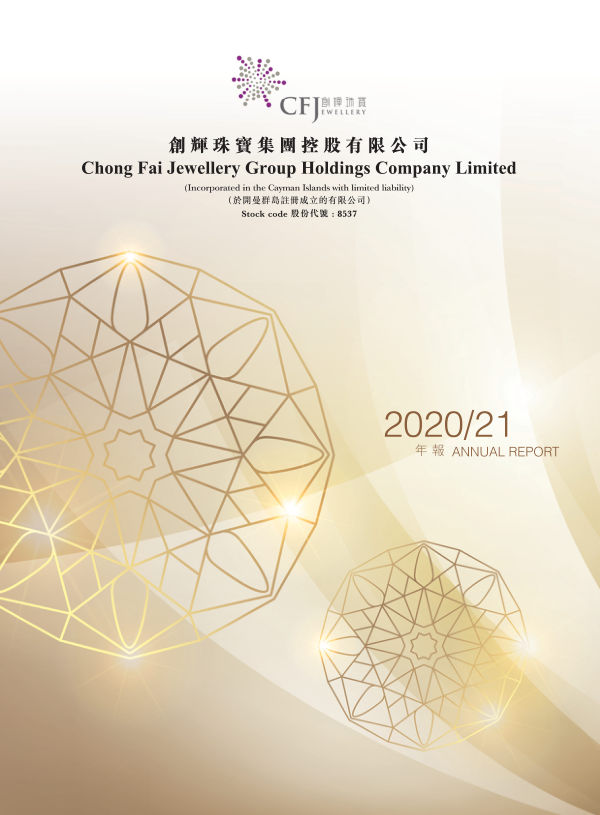 CFJ 創輝珠寶
JEWELLERY
創輝珠寶集團控股有限公司
Chong Fai Jewellery Group Holdings Company Limited
(Incorporated in the Cayman Islands with limited liability)
(於開曼群島註冊成立的有限公司)
Stock code 股份代號 : 8537
2020/21
年報 ANNUAL REPORT